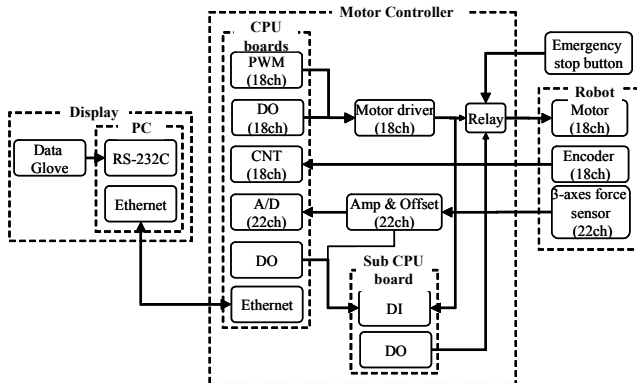 Motor Controller
CPU
boards
PWM
(18ch)
DO
(18ch)
CNT
(18ch)
A/D
(22ch)
DO
Ethernet
Display
PC
Data
Glove
RS-232C
Ethernet
Motor driver
(18ch)
Relay
Amp & Offset
(22ch)
Sub CPU
board
DI
DO
Emergency
stop button
Robot
Motor
(18ch)
Encoder
(18ch)
3-axes force
sensor
(22ch)